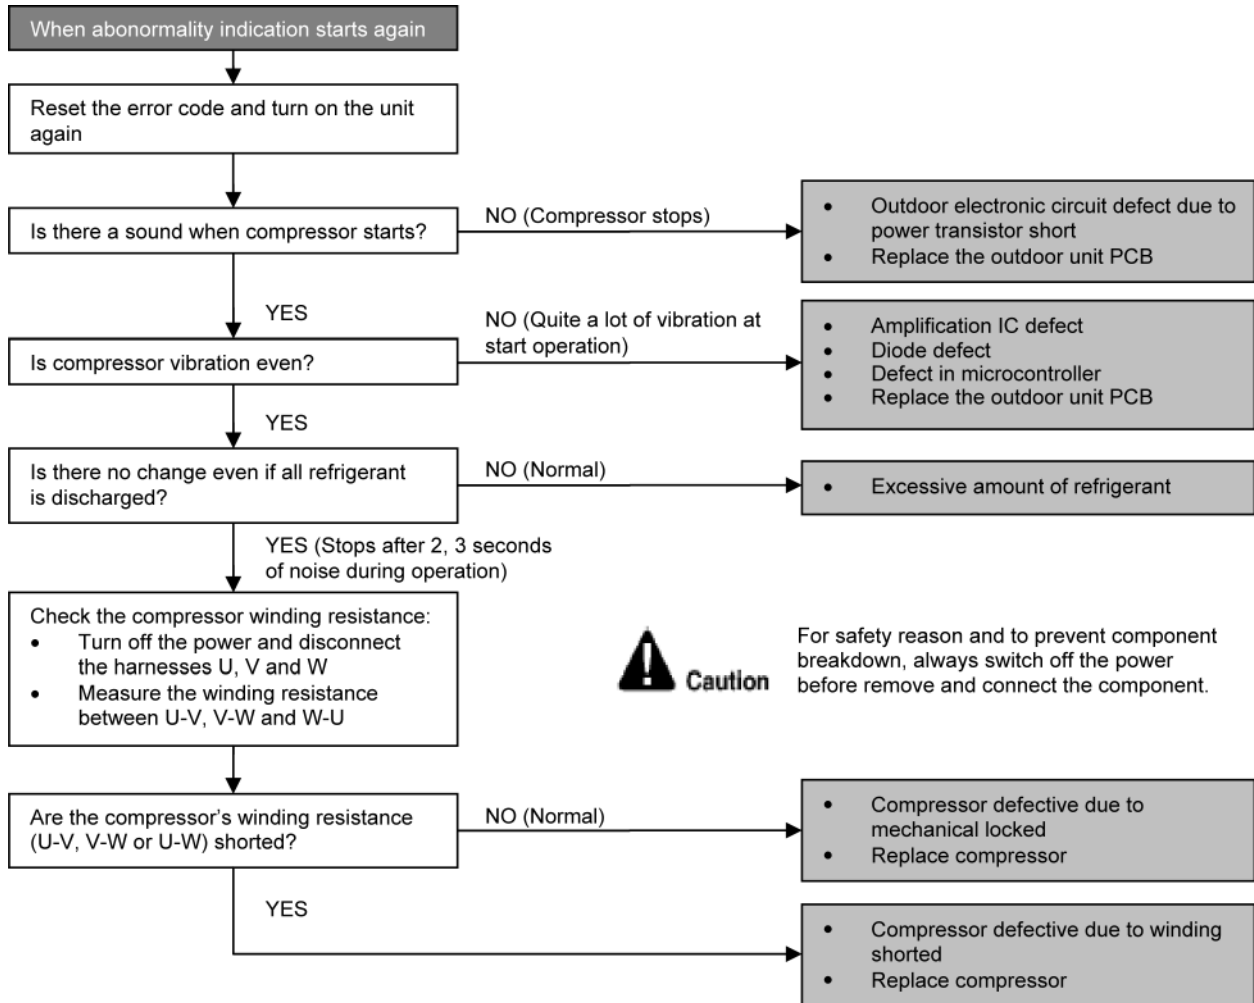 When abonormality indication starts again
Reset the error code and turn on the unit
again
Is there a sound when compressor starts?
NO (Compressor stops)
• Outdoor electronic circuit defect due to
power transistor short
• Replace the outdoor unit PCB
YES
NO (Quite a lot of vibration at
start operation)
Is compressor vibration even?
• Amplification IC defect
• Diode defect
• Defect in microcontroller
• Replace the outdoor unit PCB
YES
Is there no change even if all refrigerant
is discharged?
NO (Normal)
• Excessive amount of refrigerant
YES (Stops after 2, 3 seconds
of noise during operation)
Check the compressor winding resistance:
• Turn off the power and disconnect
the harnesses U, V and W
• Measure the winding resistance
between U-V, V-W and W-U
Caution
For safety reason and to prevent component
breakdown, always switch off the power
before remove and connect the component.
Are the compressor’s winding resistance
(U-V, V-W or U-W) shorted?
NO (Normal)
• Compressor defective due to
mechanical locked
• Replace compressor
YES
• Compressor defective due to winding
shorted
• Replace compressor